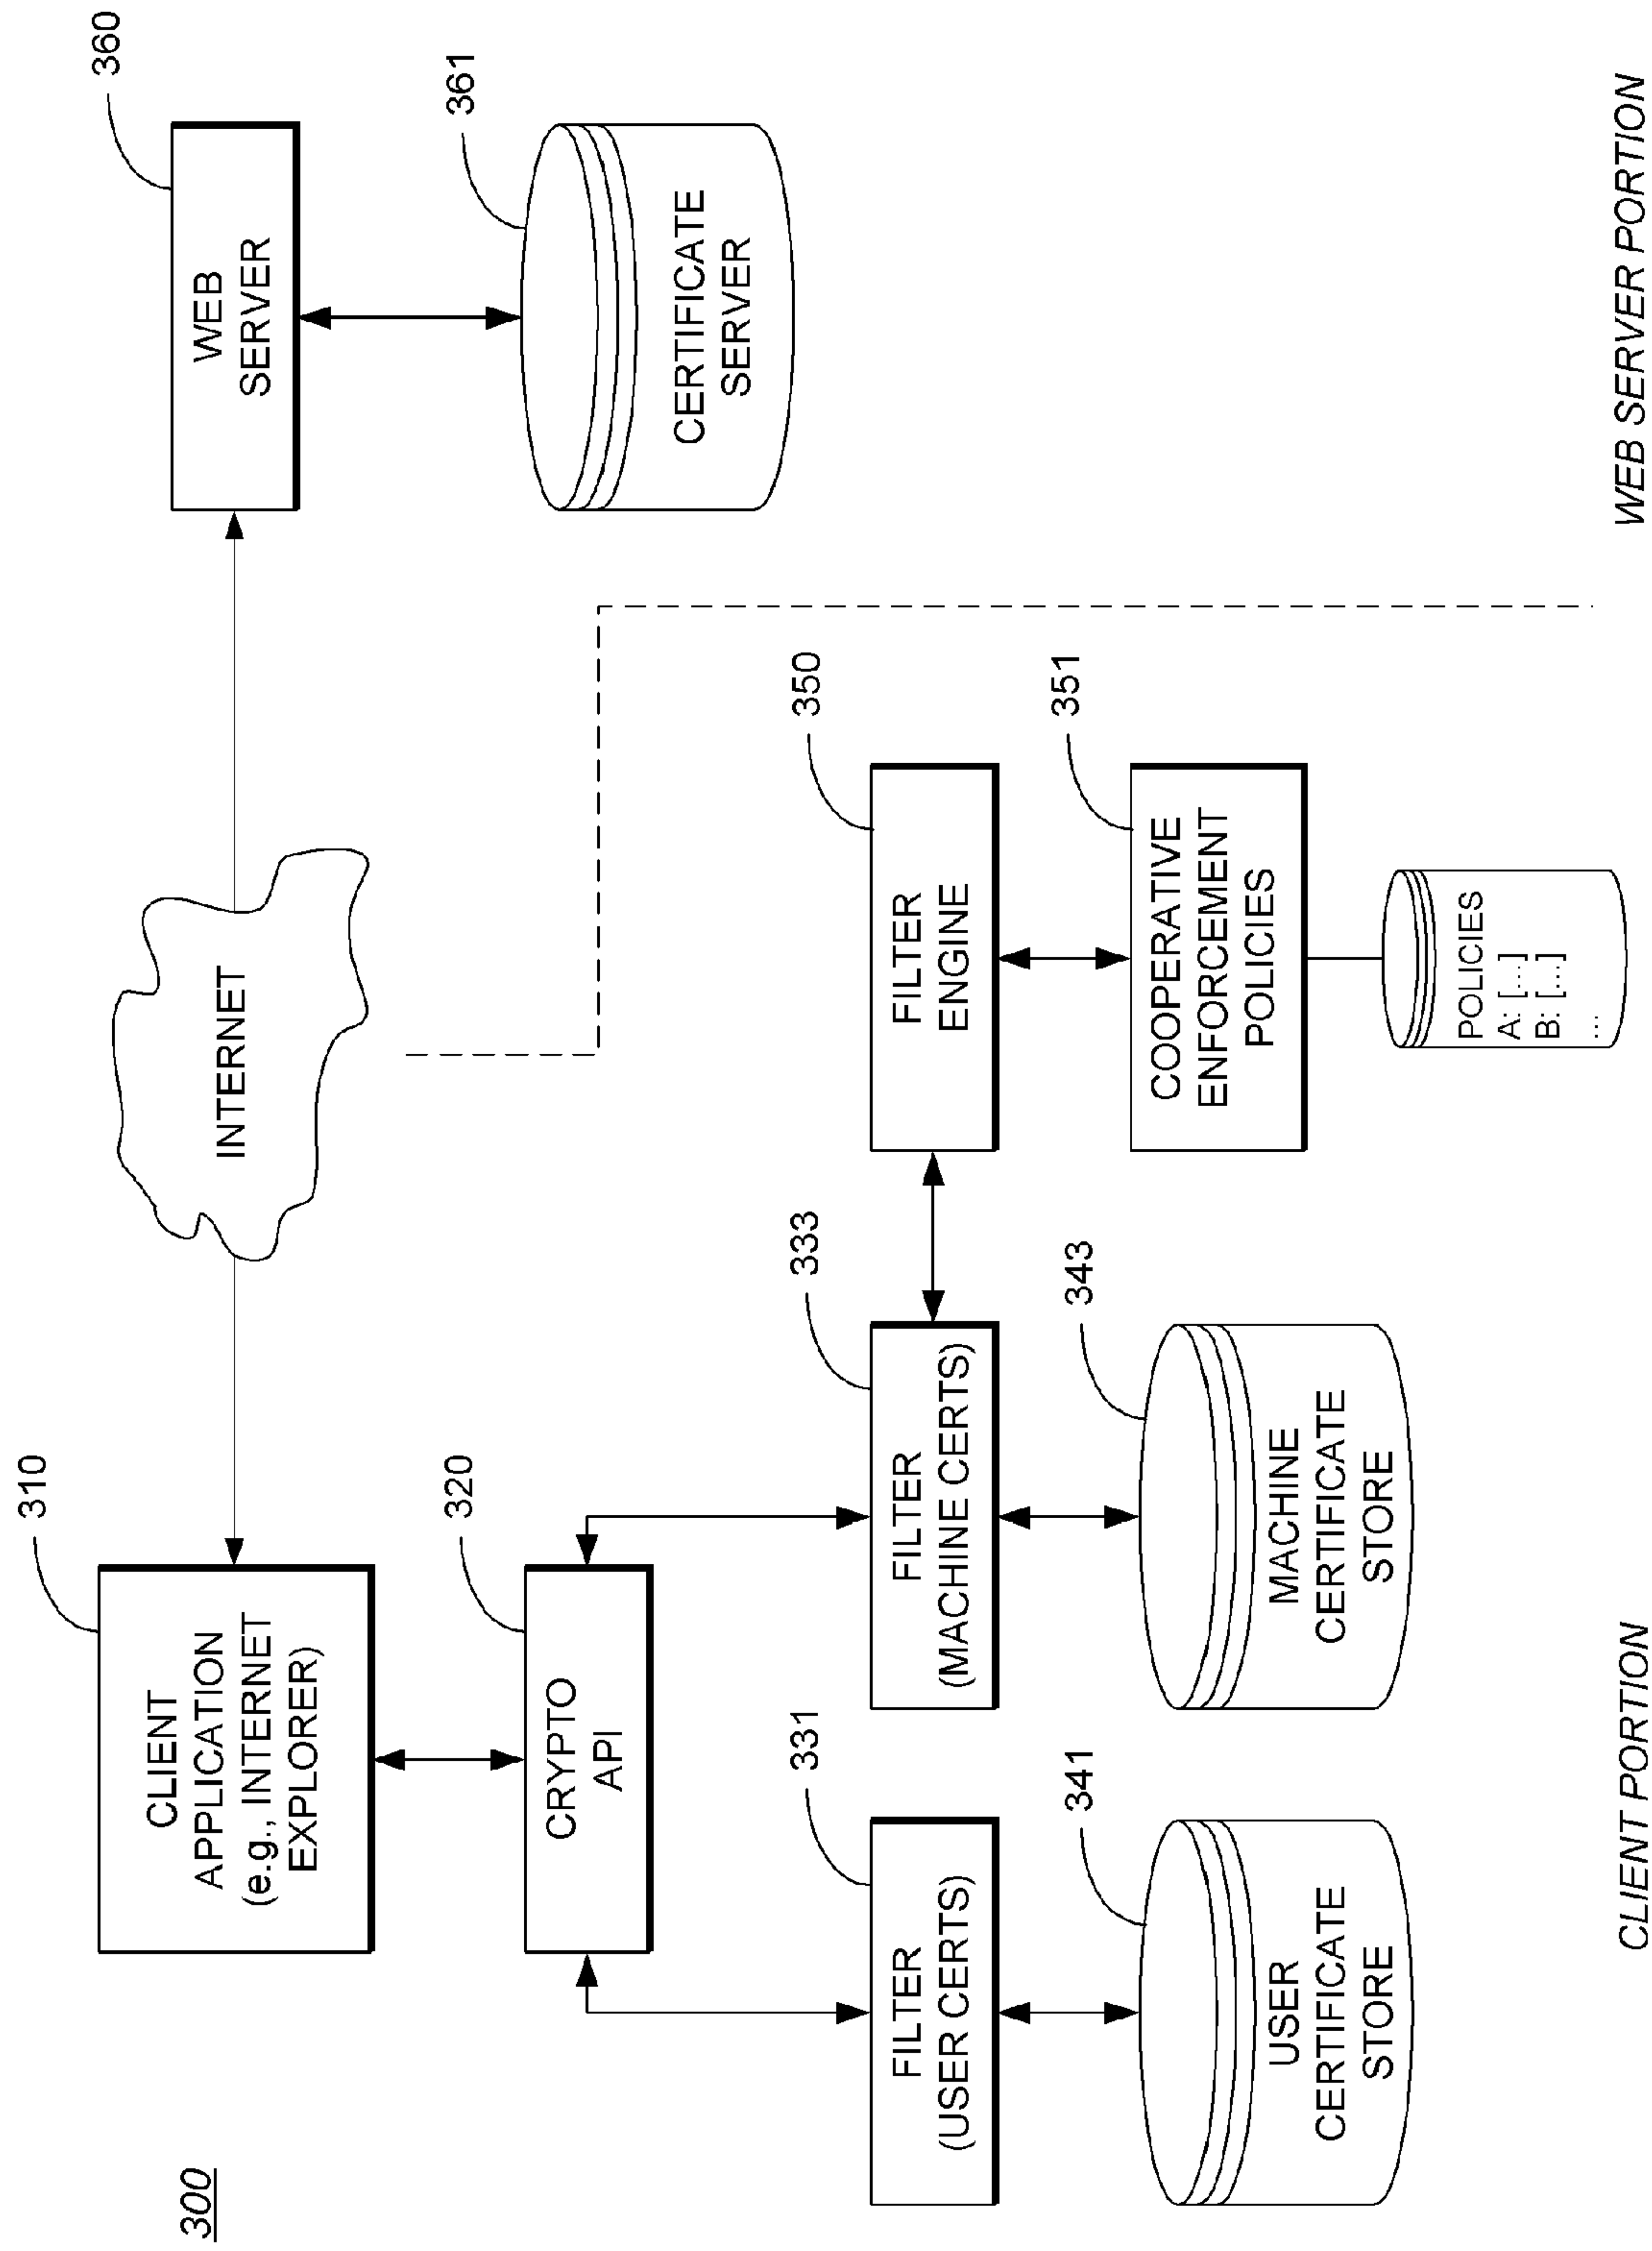 300
310
CLIENT
APPLICATION
(e.g., INTERNET
EXPLORER)
INTERNET
360
WEB
SERVER
320
CRYPTO
API
361
CERTIFICATE
SERVER
331
FILTER
(USER CERTS)
333
FILTER
(MACHINE CERTS)
350
FILTER
ENGINE
341
USER
CERTIFICATE
STORE
343
MACHINE
CERTIFICATE
STORE
351
COOPERATIVE
ENFORCEMENT
POLICIES
POLICIES
A: [...]
B: [...]
...
CLIENT PORTION
WEB SERVER PORTION